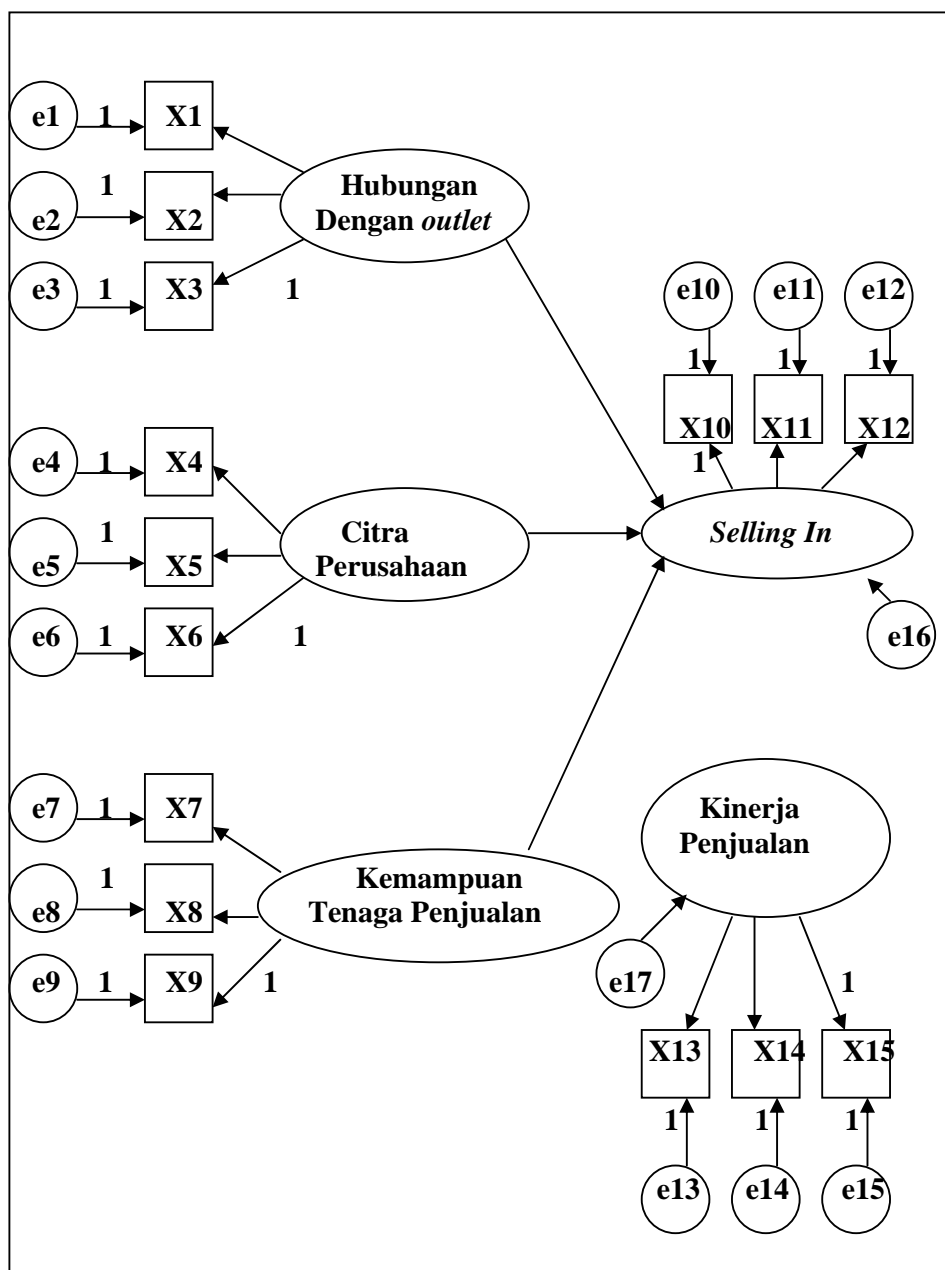 e1 1 X1
e2 1 X2
e3 1 X3
1
Hubungan
Dengan outlet
e4 1 X4
e5 1 X5
e6 1 X6
1
Citra
Perusahaan
e7 1 X7
e8 1 X8
e9 1 X9
1
Kemampuan
Tenaga Penjualan
e10 e11 e12
1 1 1
X10 X11 X12
1
Selling In
e16
Kinerja
Penjualan
e17
1
X13 X14 X15
1 1 1
e13 e14 e15